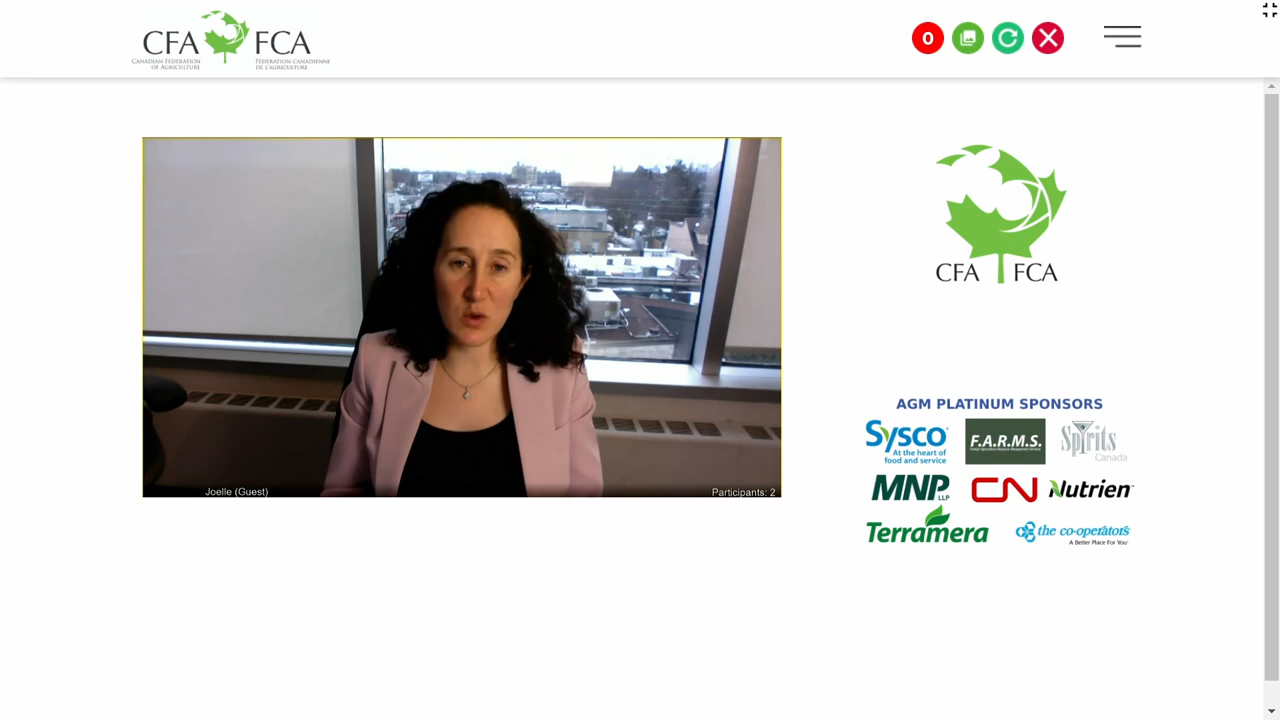 CFA FCA
CANADIAN FEDERATION OF AGRICULTURE
FÉDÉRATION CANADIENNE DE L'AGRICULTURE
0
CFA FCA
AGM PLATINUM SPONSORS
Sysco
At the heart of
food and service
F.A.R.M.S.
Spirits
Canada
MNP
LLP
CN
Nutrien
Terramera
the co-operators
A Better Place For You
Joelle (Guest)
Participants: 2